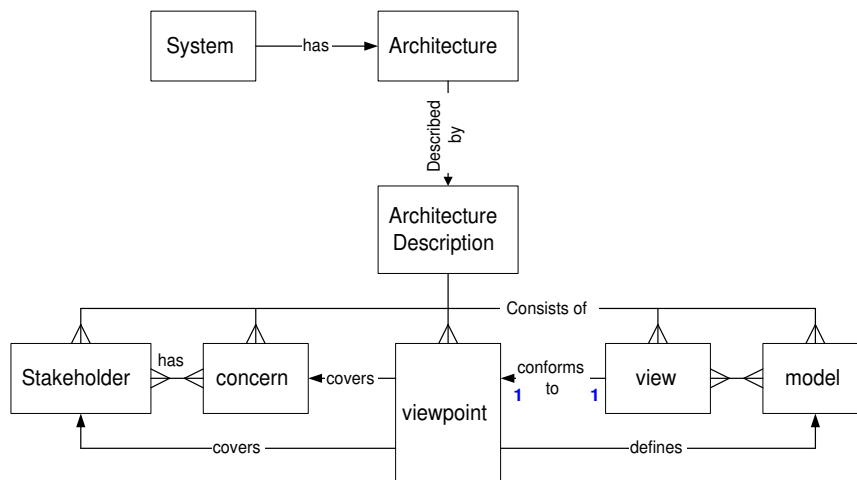 System
has
Architecture
Described
by
Architecture
Description
Consists of
Stakeholder
has
concern
covers
viewpoint
conforms
to
1
1
view
model
covers
defines